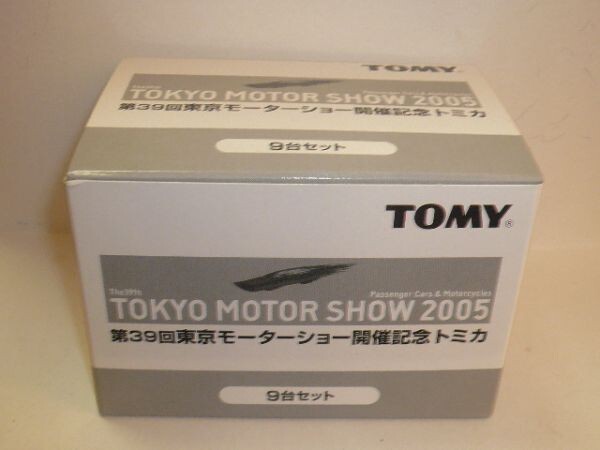 TOMY
TOKYO MOTOR SHOW 2005
第39回東京モーターショー開催記念トミカ
9台セット
TOMY®
The39th
Passenger Cars & Motorcycles
TOKYO MOTOR SHOW 2005
第39回東京モーターショー開催記念トミカ
9台セット